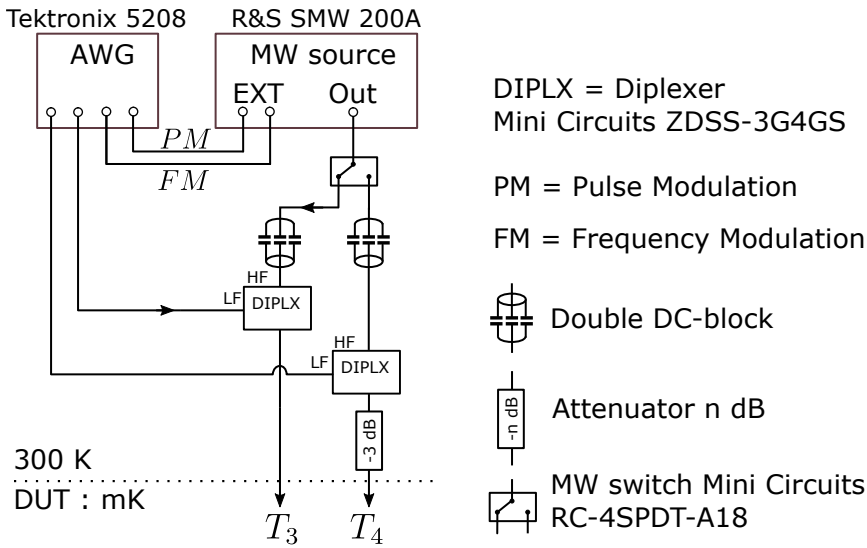 Tektronix 5208
R&S SMW 200A
AWG
MW source
EXT
Out
PM
FM
HF
LF
DIPLX
HF
LF
DIPLX
-3 dB
300 K
DUT : mK
T3
T4
DIPLX = Diplexer
Mini Circuits ZDSS-3G4GS
PM = Pulse Modulation
FM = Frequency Modulation
Double DC-block
-n dB
Attenuator n dB
MW switch Mini Circuits
RC-4SPDT-A18